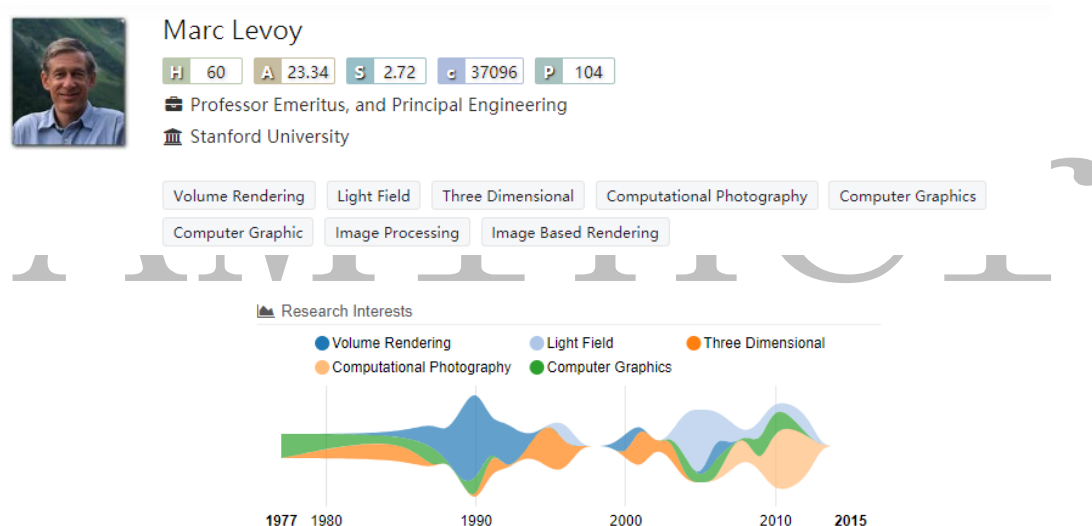 Marc Levoy
H 60 A 23.34 S 2.72 c 37096 P 104
Professor Emeritus, and Principal Engineering
Stanford University
Volume Rendering Light Field Three Dimensional Computational Photography Computer Graphics
Computer Graphic Image Processing Image Based Rendering
Research Interests
Volume Rendering Light Field Three Dimensional
Computational Photography Computer Graphics
1977 1980 1990 2000 2010 2015